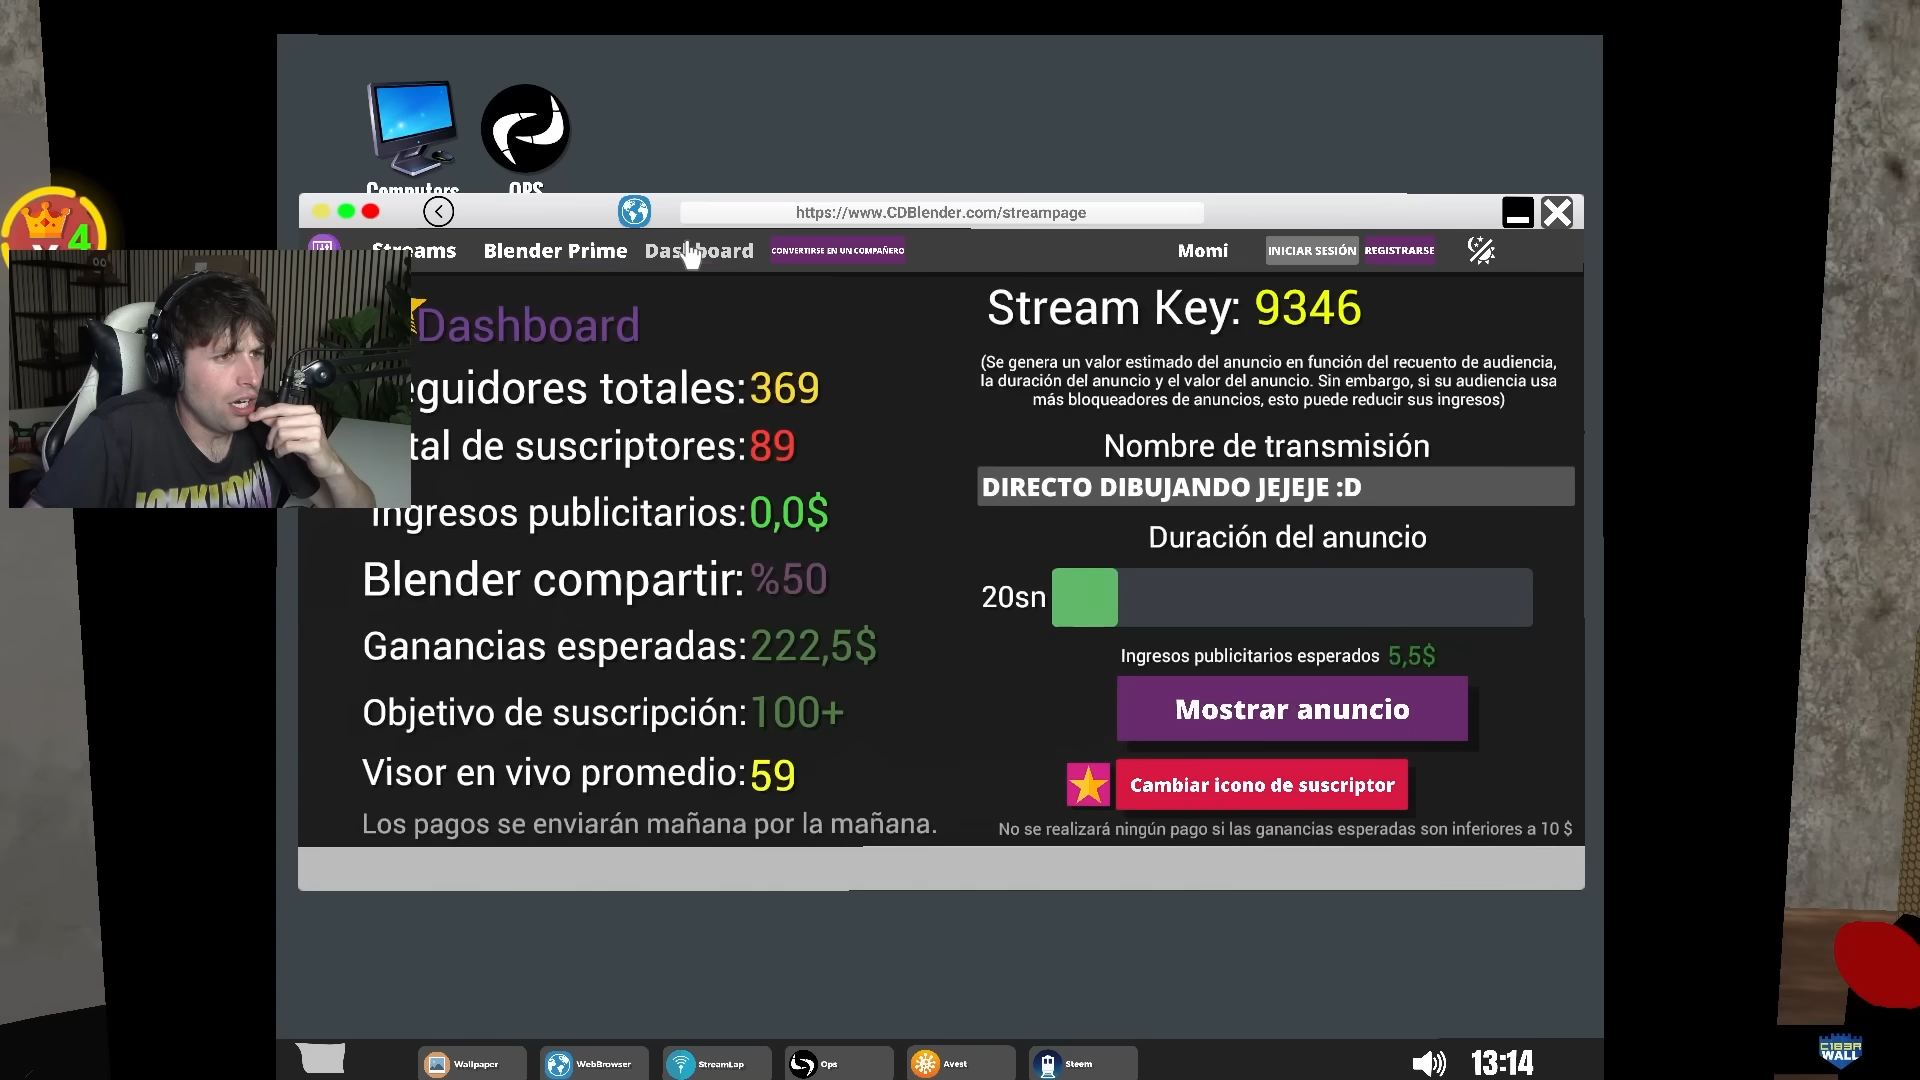 Computers
OPS
https://www.CDBlender.com/streampage
Streams
Blender Prime
Dashboard
CONVERTIRSE EN UN COMPAÑERO
Momi
INICIAR SESIÓN
REGISTRARSE
x 4
Dashboard
eguidores totales: 369
tal de suscriptores: 89
Ingresos publicitarios: 0,0$
Blender compartir: %50
Ganancias esperadas: 222,5$
Objetivo de suscripción: 100+
Visor en vivo promedio: 59
Los pagos se enviarán mañana por la mañana.
Stream Key: 9346
(Se genera un valor estimado del anuncio en función del recuento de audiencia,
la duración del anuncio y el valor del anuncio. Sin embargo, si su audiencia usa
más bloqueadores de anuncios, esto puede reducir sus ingresos)
Nombre de transmisión
DIRECTO DIBUJANDO JEJEJE :D
Duración del anuncio
20sn
Ingresos publicitarios esperados 5,5$
Mostrar anuncio
Cambiar icono de suscriptor
No se realizará ningún pago si las ganancias esperadas son inferiores a 10 $
Wallpaper
WebBrowser
StreamLap
Ops
Avest
Steem
13:14
C1B3R
WALL